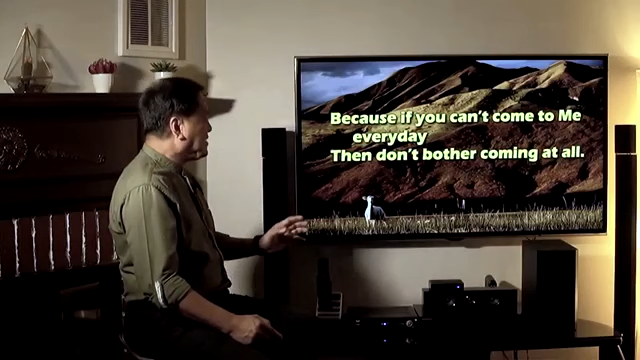 Because if you can't come to Me
everyday
Then don't bother coming at all.